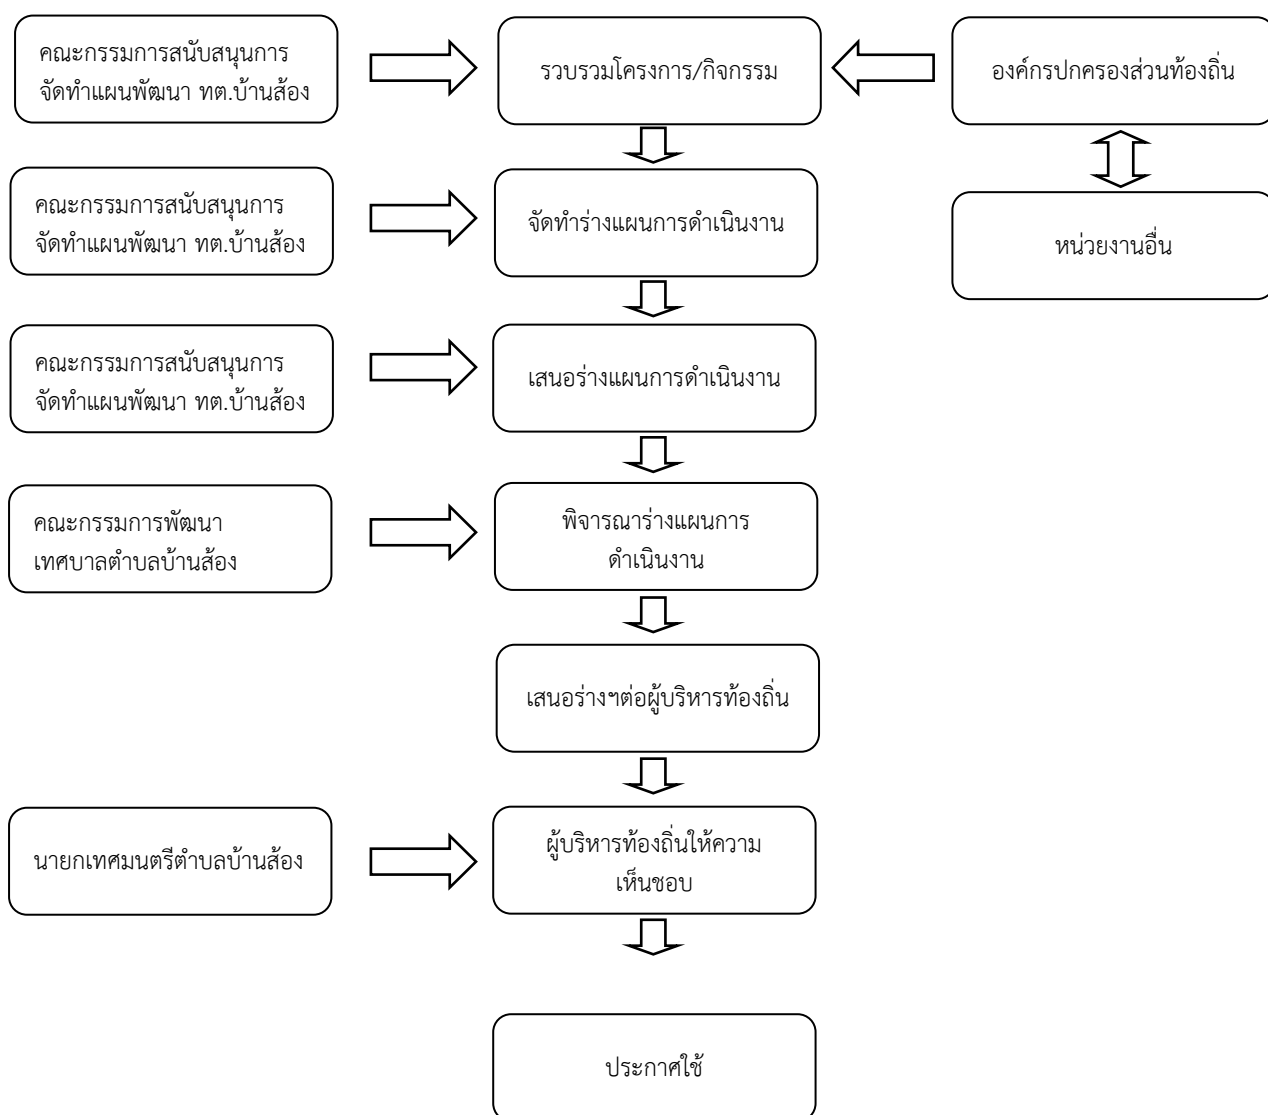 คณะกรรมการสนับสนุนการ
จัดทำแผนพัฒนา ทต.บ้านส้อง
รวบรวมโครงการ/กิจกรรม
องค์กรปกครองส่วนท้องถิ่น
คณะกรรมการสนับสนุนการ
จัดทำแผนพัฒนา ทต.บ้านส้อง
จัดทำร่างแผนการดำเนินงาน
หน่วยงานอื่น
คณะกรรมการสนับสนุนการ
จัดทำแผนพัฒนา ทต.บ้านส้อง
เสนอร่างแผนการดำเนินงาน
คณะกรรมการพัฒนา
เทศบาลตำบลบ้านส้อง
พิจารณาร่างแผนการ
ดำเนินงาน
เสนอร่างฯต่อผู้บริหารท้องถิ่น
นายกเทศมนตรีตำบลบ้านส้อง
ผู้บริหารท้องถิ่นให้ความ
เห็นชอบ
ประกาศใช้